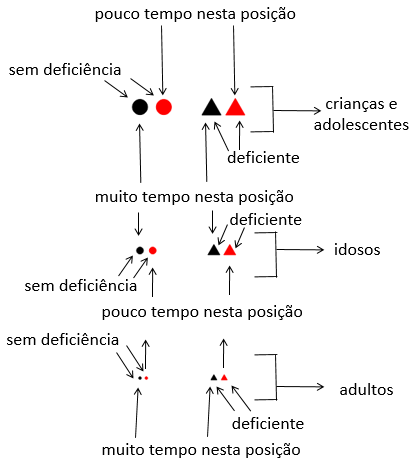 pouco tempo nesta posição
sem deficiência
crianças e
adolescentes
deficiente
muito tempo nesta posição
deficiente
idosos
sem deficiência
pouco tempo nesta posição
sem deficiência
adultos
deficiente
muito tempo nesta posição